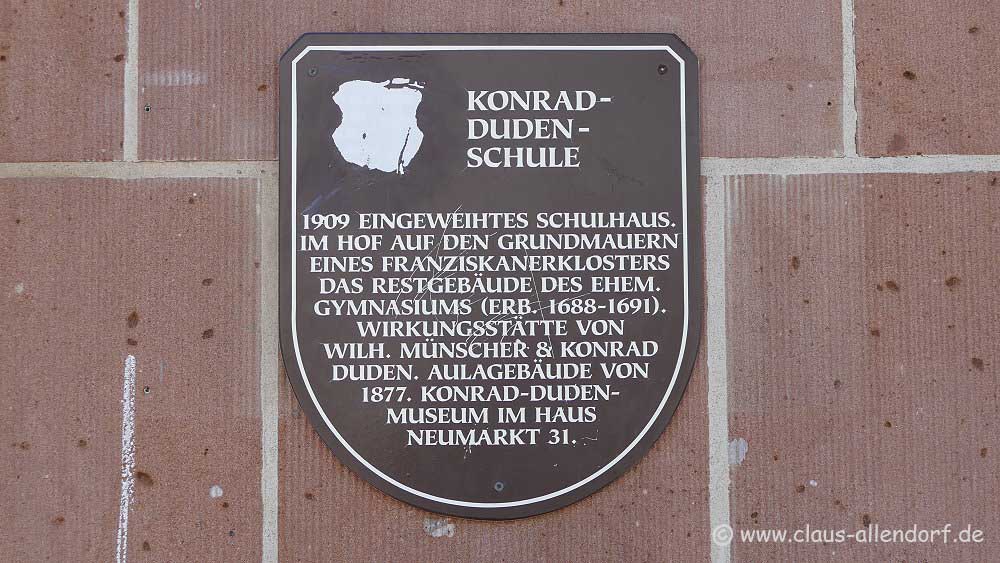 KONRAD-
DUDEN-
SCHULE
1909 EINGEWEIHTES SCHULHAUS.
IM HOF AUF DEN GRUNDMAUERN
EINES FRANZISKANERKLOSTERS
DAS RESTGEBÄUDE DES EHEM.
GYMNASIUMS (ERB. 1688-1691).
WIRKUNGSSTÄTTE VON
WILH. MÜNSCHER & KONRAD
DUDEN. AULAGEBÄUDE VON
1877. KONRAD-DUDEN-
MUSEUM IM HAUS
NEUMARKT 31.
© www.claus-allendorf.de